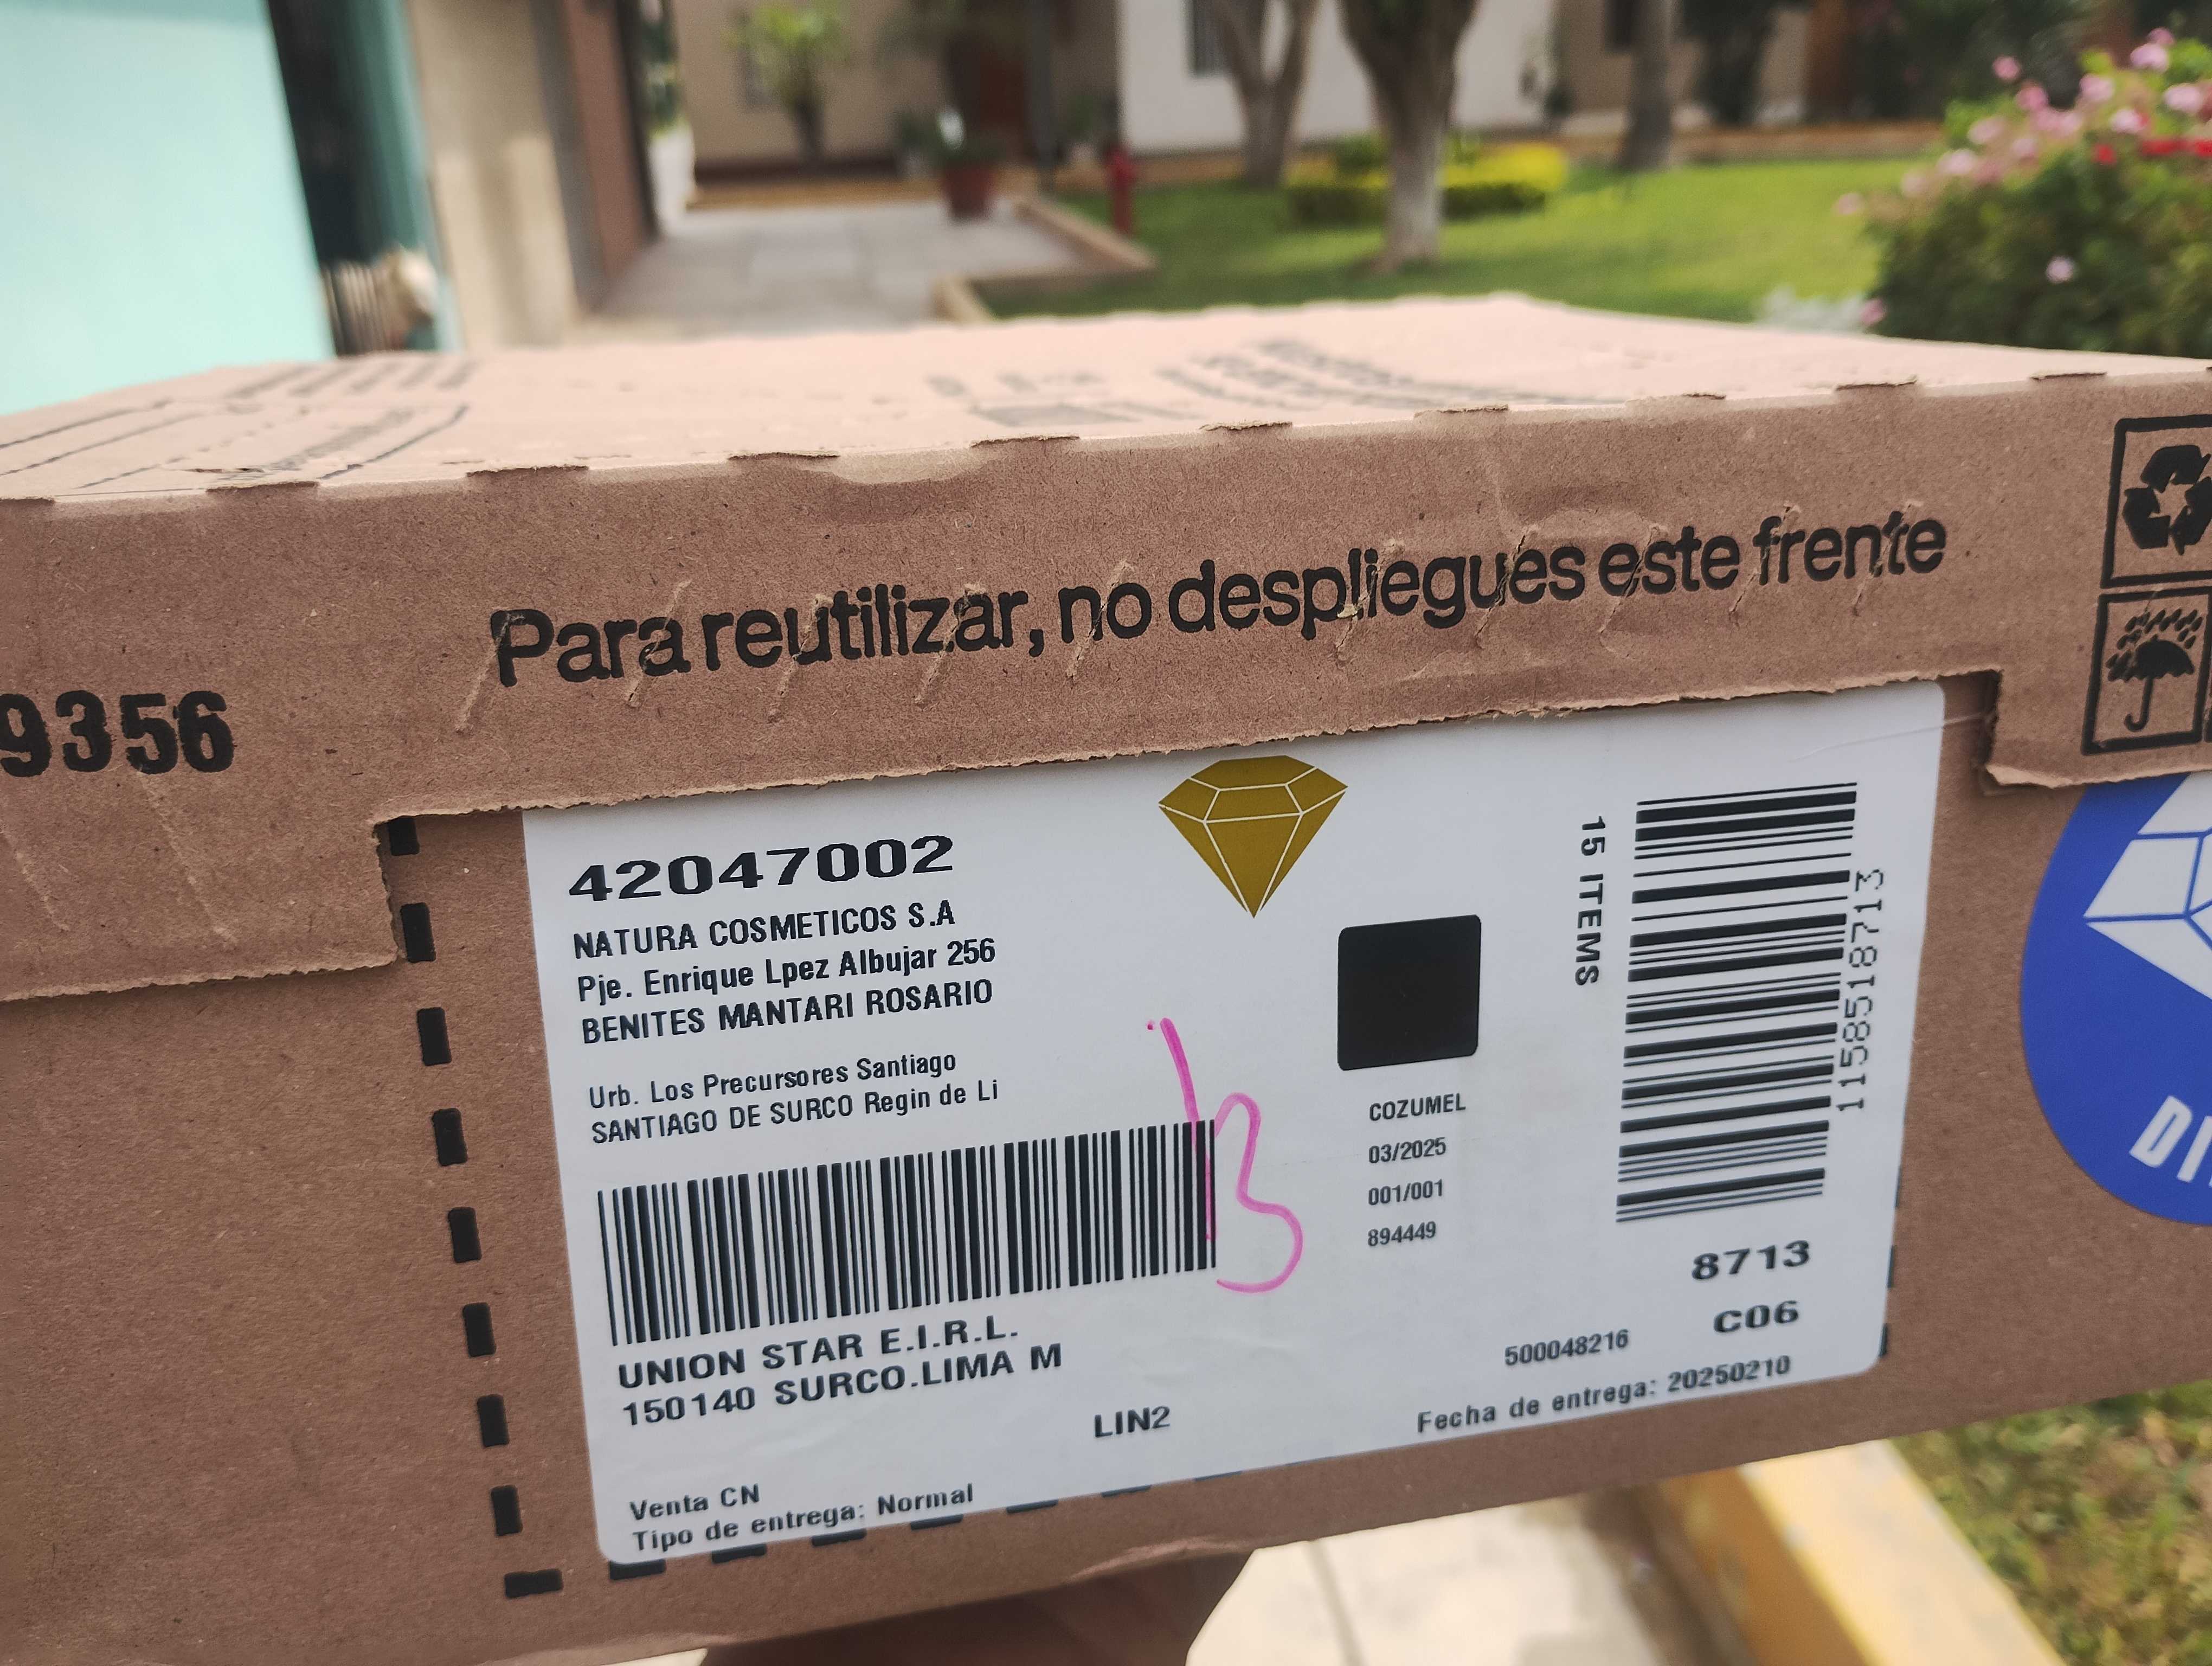 Para reutilizar, no despliegues este frente
9356
42047002
NATURA COSMETICOS S.A
Pje. Enrique Lpez Albujar 256
BENITES MANTARI ROSARIO
Urb. Los Precursores Santiago
SANTIAGO DE SURCO Regin de Li
UNION STAR E.I.R.L.
150140 SURCO.LIMA M
LIN2
Venta CN
Tipo de entrega: Normal
13
COZUMEL
03/2025
001/001
894449
15 ITEMS
1158518713
8713
C06
500048216
Fecha de entrega: 20250210